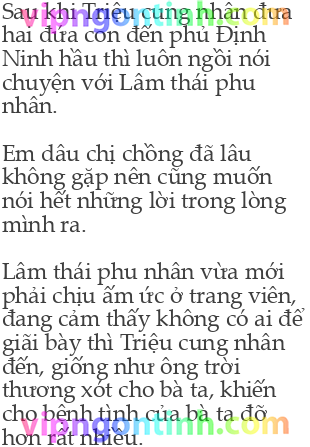 Sau khi Triệu cung nhân đưa
hai đứa con đến phủ Định
Ninh hầu thì luôn ngồi nói
chuyện với Lâm thái phu
nhân.
Em dâu chị chồng đã lâu
không gặp nên cũng muốn
nói hết những lời trong lòng
mình ra.
Lâm thái phu nhân vừa mới
phải chịu ấm ức ở trang viên,
đang cảm thấy không có ai để
giãi bày thì Triệu cung nhân
đến, giống như ông trời
thương xót cho bà ta, khiến
cho bệnh tình của bà ta đỡ
hơn rất nhiều.
vipngontinh.com
vipngontinh.com